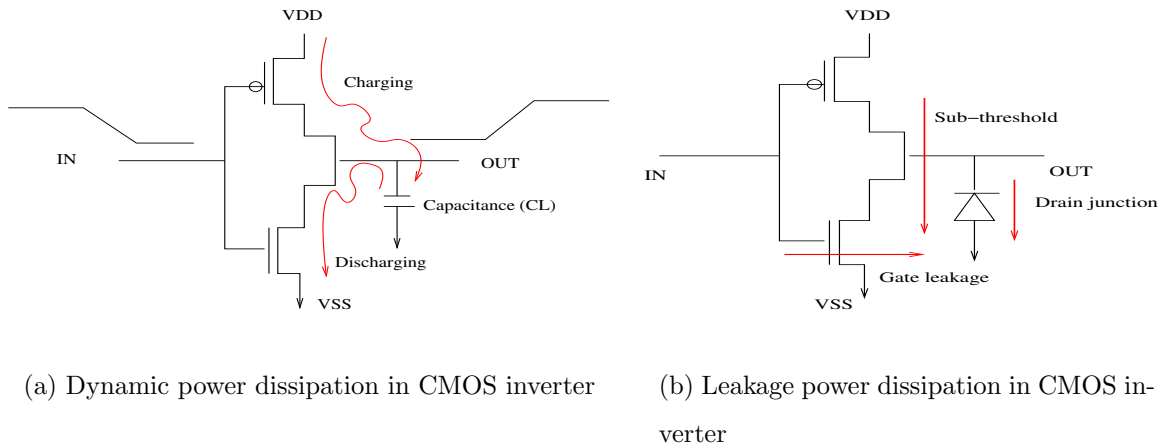 VDD
Charging
IN
OUT
Capacitance (CL)
Discharging
VSS
(a) Dynamic power dissipation in CMOS inverter
VDD
Sub−threshold
IN
OUT
Drain junction
Gate leakage
VSS
(b) Leakage power dissipation in CMOS in-
verter